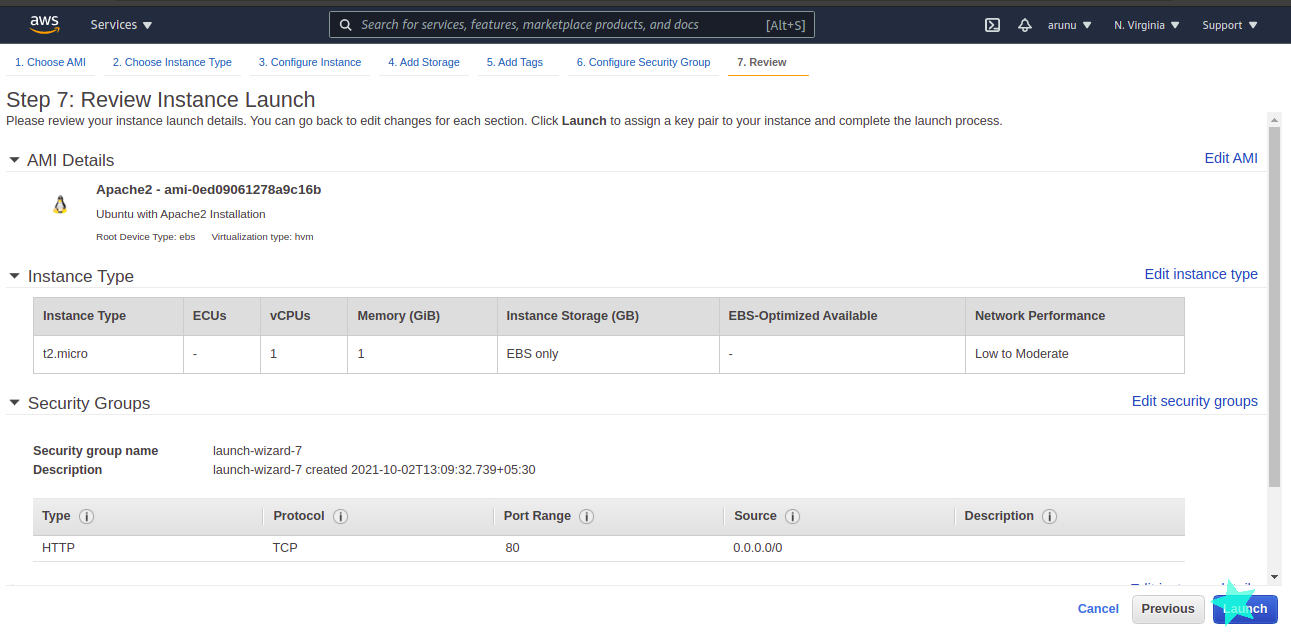 aws Services Search for services, features, marketplace products, and docs [Alt+S] arunu N. Virginia Support
1. Choose AMI 2. Choose Instance Type 3. Configure Instance 4. Add Storage 5. Add Tags 6. Configure Security Group 7. Review
Step 7: Review Instance Launch
Please review your instance launch details. You can go back to edit changes for each section. Click Launch to assign a key pair to your instance and complete the launch process.
AMI Details Edit AMI
Apache2 - ami-0ed09061278a9c16b
Ubuntu with Apache2 Installation
Root Device Type: ebs Virtualization type: hvm
Instance Type Edit instance type
Instance Type ECUs vCPUs Memory (GiB) Instance Storage (GB) EBS-Optimized Available Network Performance
t2.micro - 1 1 EBS only - Low to Moderate
Security Groups Edit security groups
Security group name launch-wizard-7
Description launch-wizard-7 created 2021-10-02T13:09:32.739+05:30
Type Protocol Port Range Source Description
HTTP TCP 80 0.0.0.0/0
Cancel Previous Launch